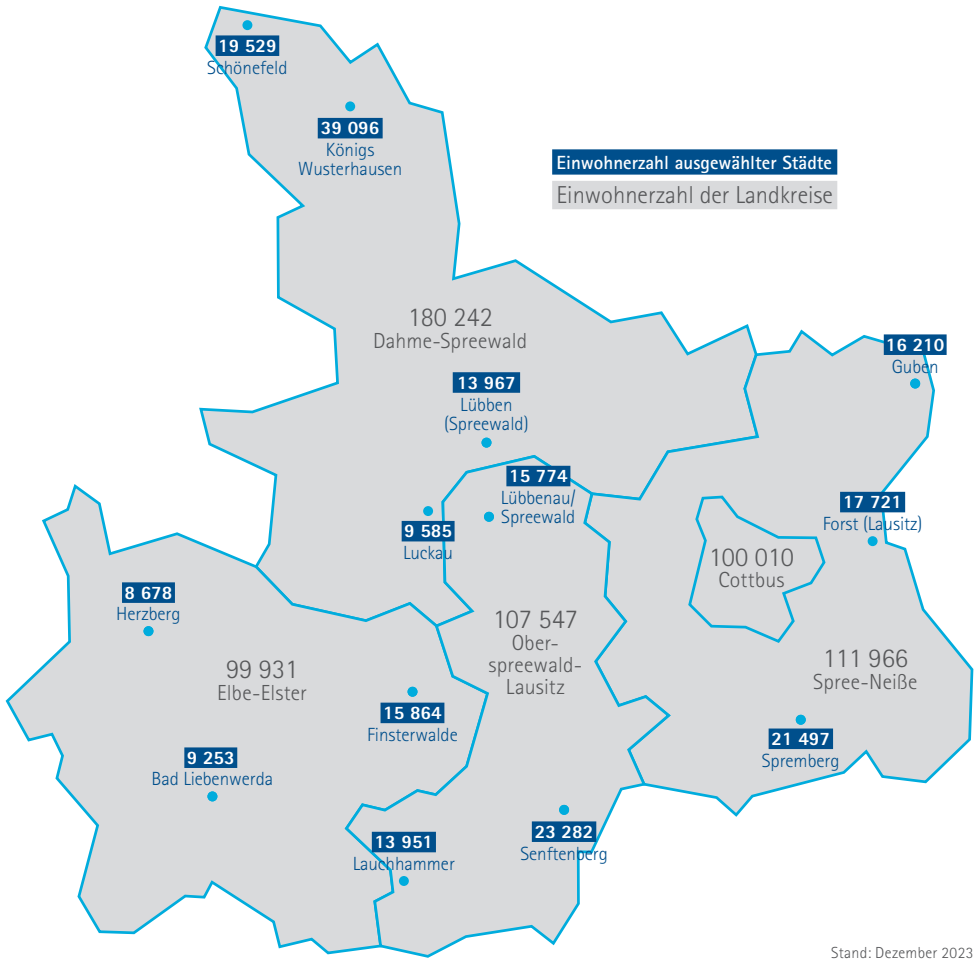 19 529
Schönefeld
39 096
Königs
Wusterhausen
Einwohnerzahl ausgewählter Städte
Einwohnerzahl der Landkreise
180 242
Dahme-Spreewald
16 210
Guben
13 967
Lübben
(Spreewald)
15 774
Lübbenau/
Spreewald
17 721
Forst (Lausitz)
9 585
Luckau
100 010
Cottbus
8 678
Herzberg
107 547
Ober-
spreewald-
Lausitz
99 931
Elbe-Elster
111 966
Spree-Neiße
15 864
Finsterwalde
21 497
Spremberg
9 253
Bad Liebenwerda
13 951
Lauchhammer
23 282
Senftenberg
Stand: Dezember 2023